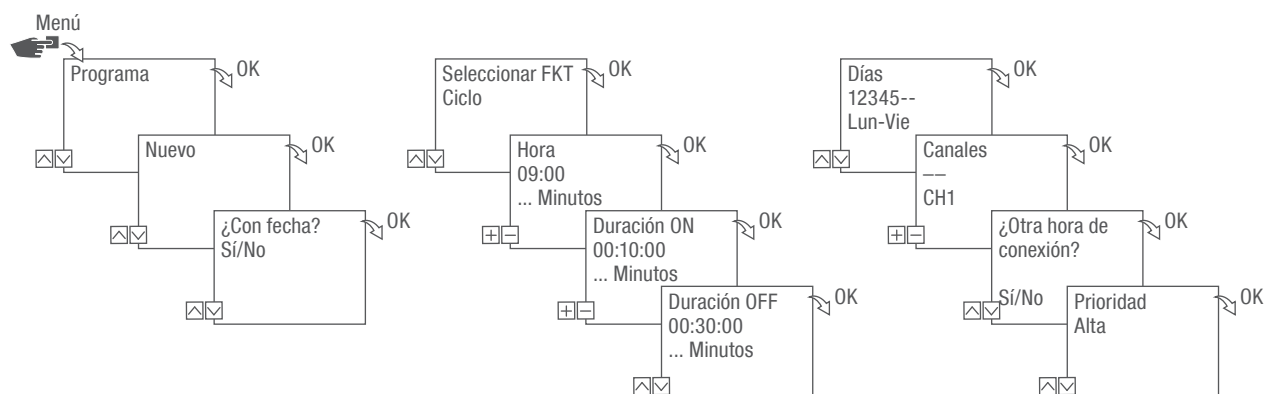 Menú
Programa
OK
Nuevo
OK
¿Con fecha?
Sí/No
OK
Seleccionar FKT
Ciclo
OK
Hora
09:00
... Minutos
OK
Duración ON
00:10:00
... Minutos
OK
Duración OFF
00:30:00
... Minutos
OK
Días
12345--
Lun-Vie
OK
Canales
––
CH1
OK
¿Otra hora de
conexión?
Sí/No
OK
Prioridad
Alta
OK